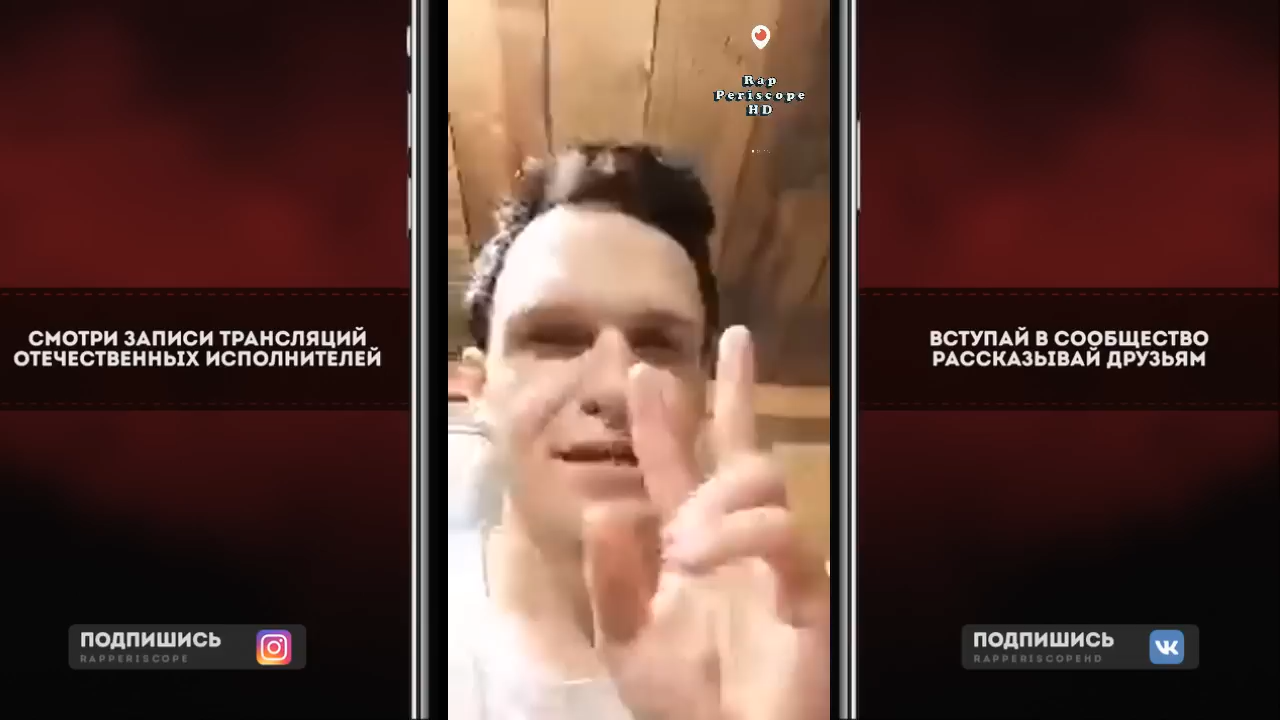 Rap
Periscope
HD
СМОТРИ ЗАПИСИ ТРАНСЛЯЦИЙ
ОТЕЧЕСТВЕННЫХ ИСПОЛНИТЕЛЕЙ
ВСТУПАЙ В СООБЩЕСТВО
РАССКАЗЫВАЙ ДРУЗЬЯМ
ПОДПИШИСЬ
RAPPERISCOPE
ПОДПИШИСЬ
RAPPERISCOPEHD